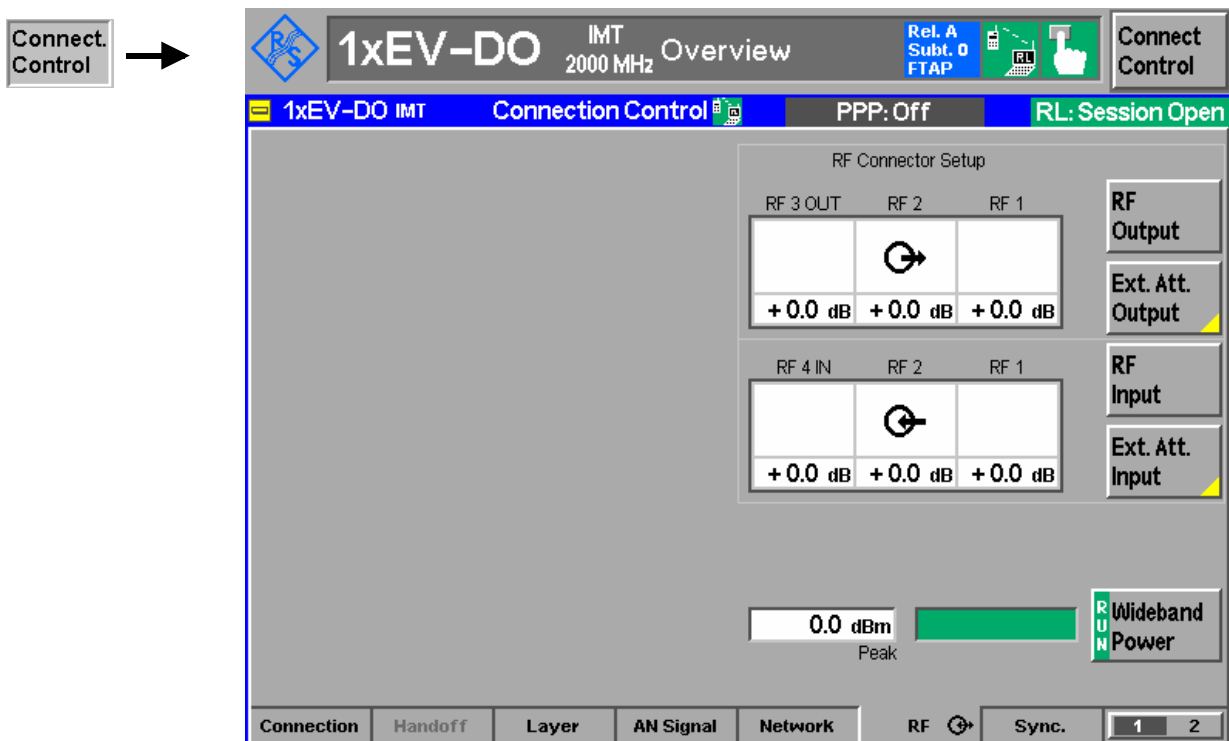 Connect.
Control
R S
1xEV-DO IMT 2000 MHz Overview
Rel. A
Subt. 0
FTAP
RL
Connect
Control
1xEV-DO IMT Connection Control PPP: Off RL: Session Open
RF Connector Setup
RF 3 OUT RF 2 RF 1
+ 0.0 dB + 0.0 dB + 0.0 dB
RF
Output
Ext. Att.
Output
RF 4 IN RF 2 RF 1
+ 0.0 dB + 0.0 dB + 0.0 dB
RF
Input
Ext. Att.
Input
0.0 dBm
Peak
RUN
Wideband
Power
Connection Handoff Layer AN Signal Network RF Sync. 1 2